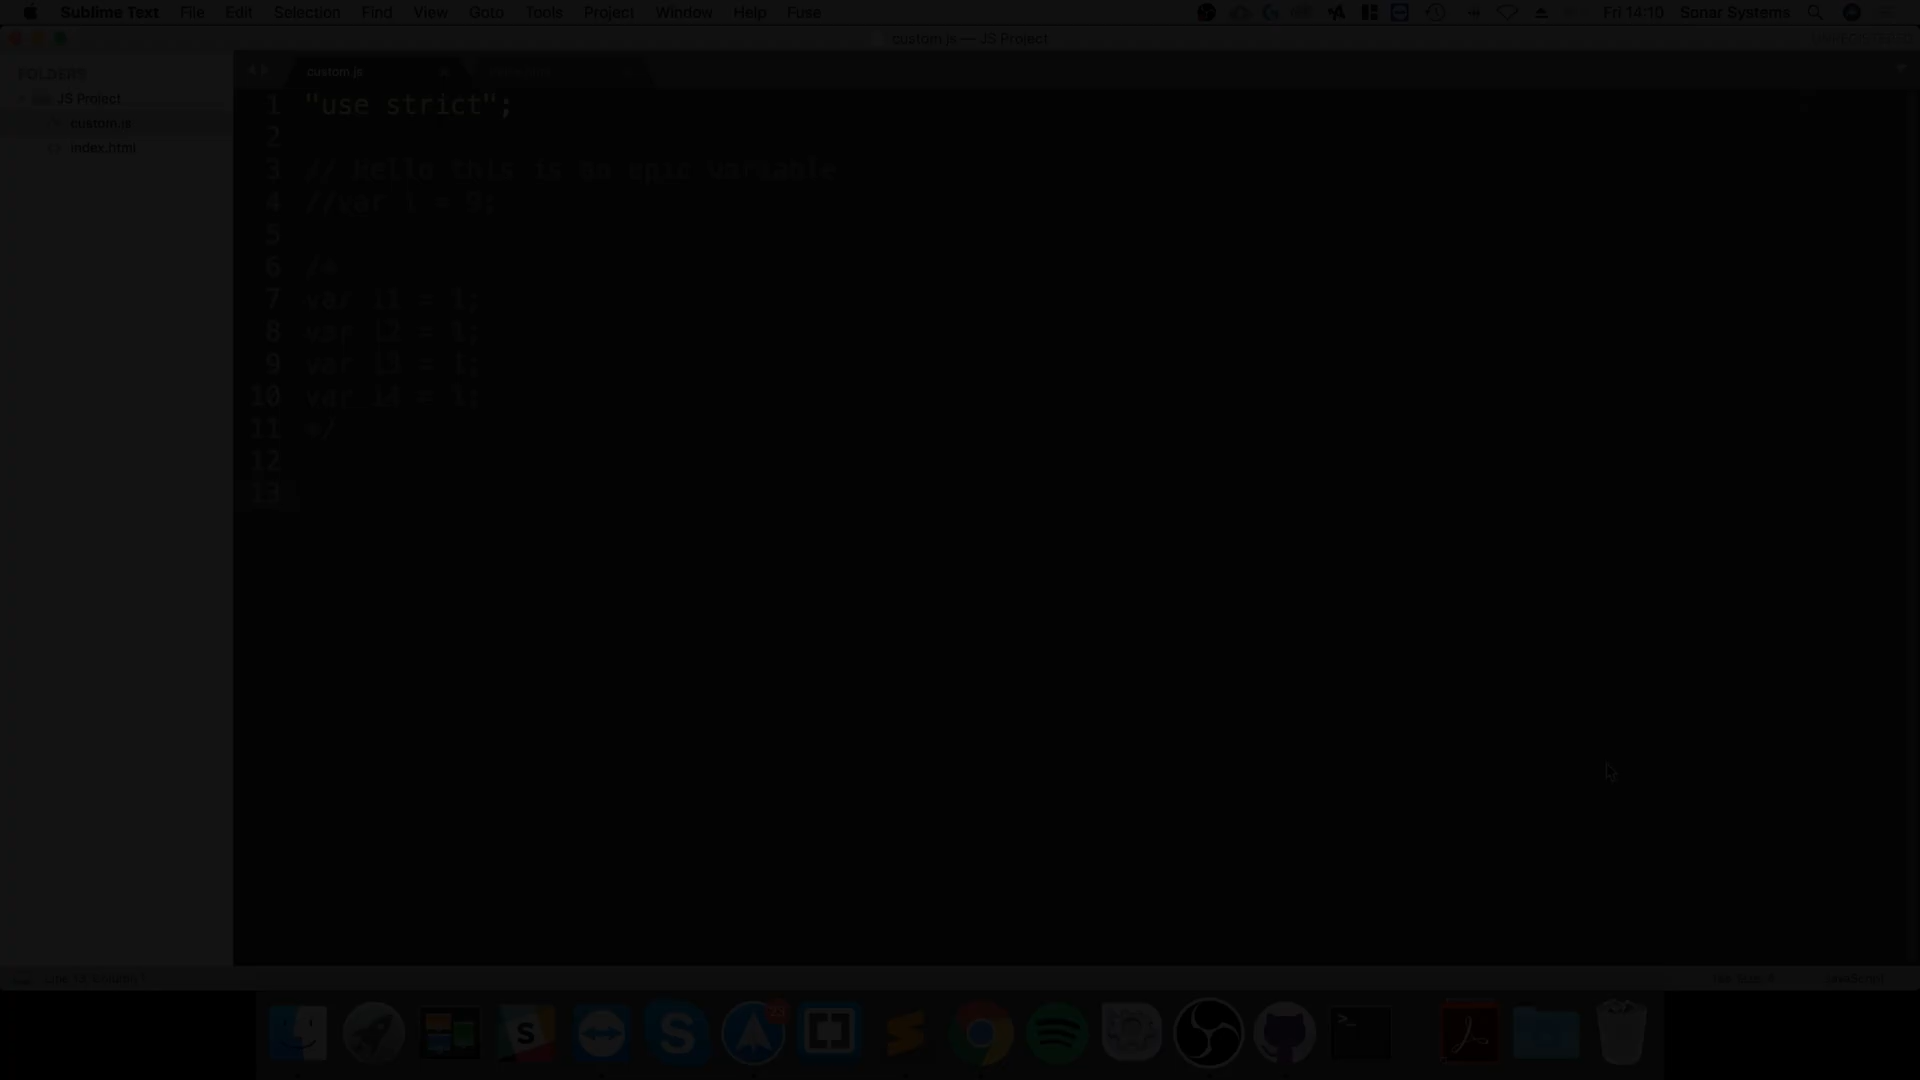 Sublime Text File Edit Selection Find View Goto Tools Project Window Help Fuse Fri 14:10 Sonar Systems
custom.js — JS Project
FOLDERS
JS Project
custom.js
index.html
custom.js
1 "use strict";
2
3 // Hello this is an epic variable
4 //var i = 9;
5
6 /*
7 var i1 = 1;
8 var i2 = 1;
9 var i3 = 1;
10 var i4 = 1;
11 */
12
13
JavaScript
23